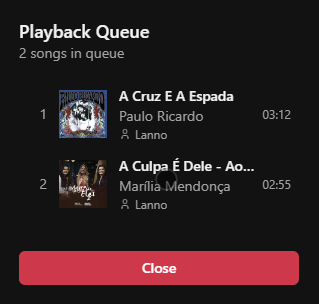 Playback Queue
2 songs in queue
1
A Cruz E A Espada
Paulo Ricardo
Lanno
03:12
2
A Culpa É Dele - Ao...
Marília Mendonça
Lanno
02:55
Close